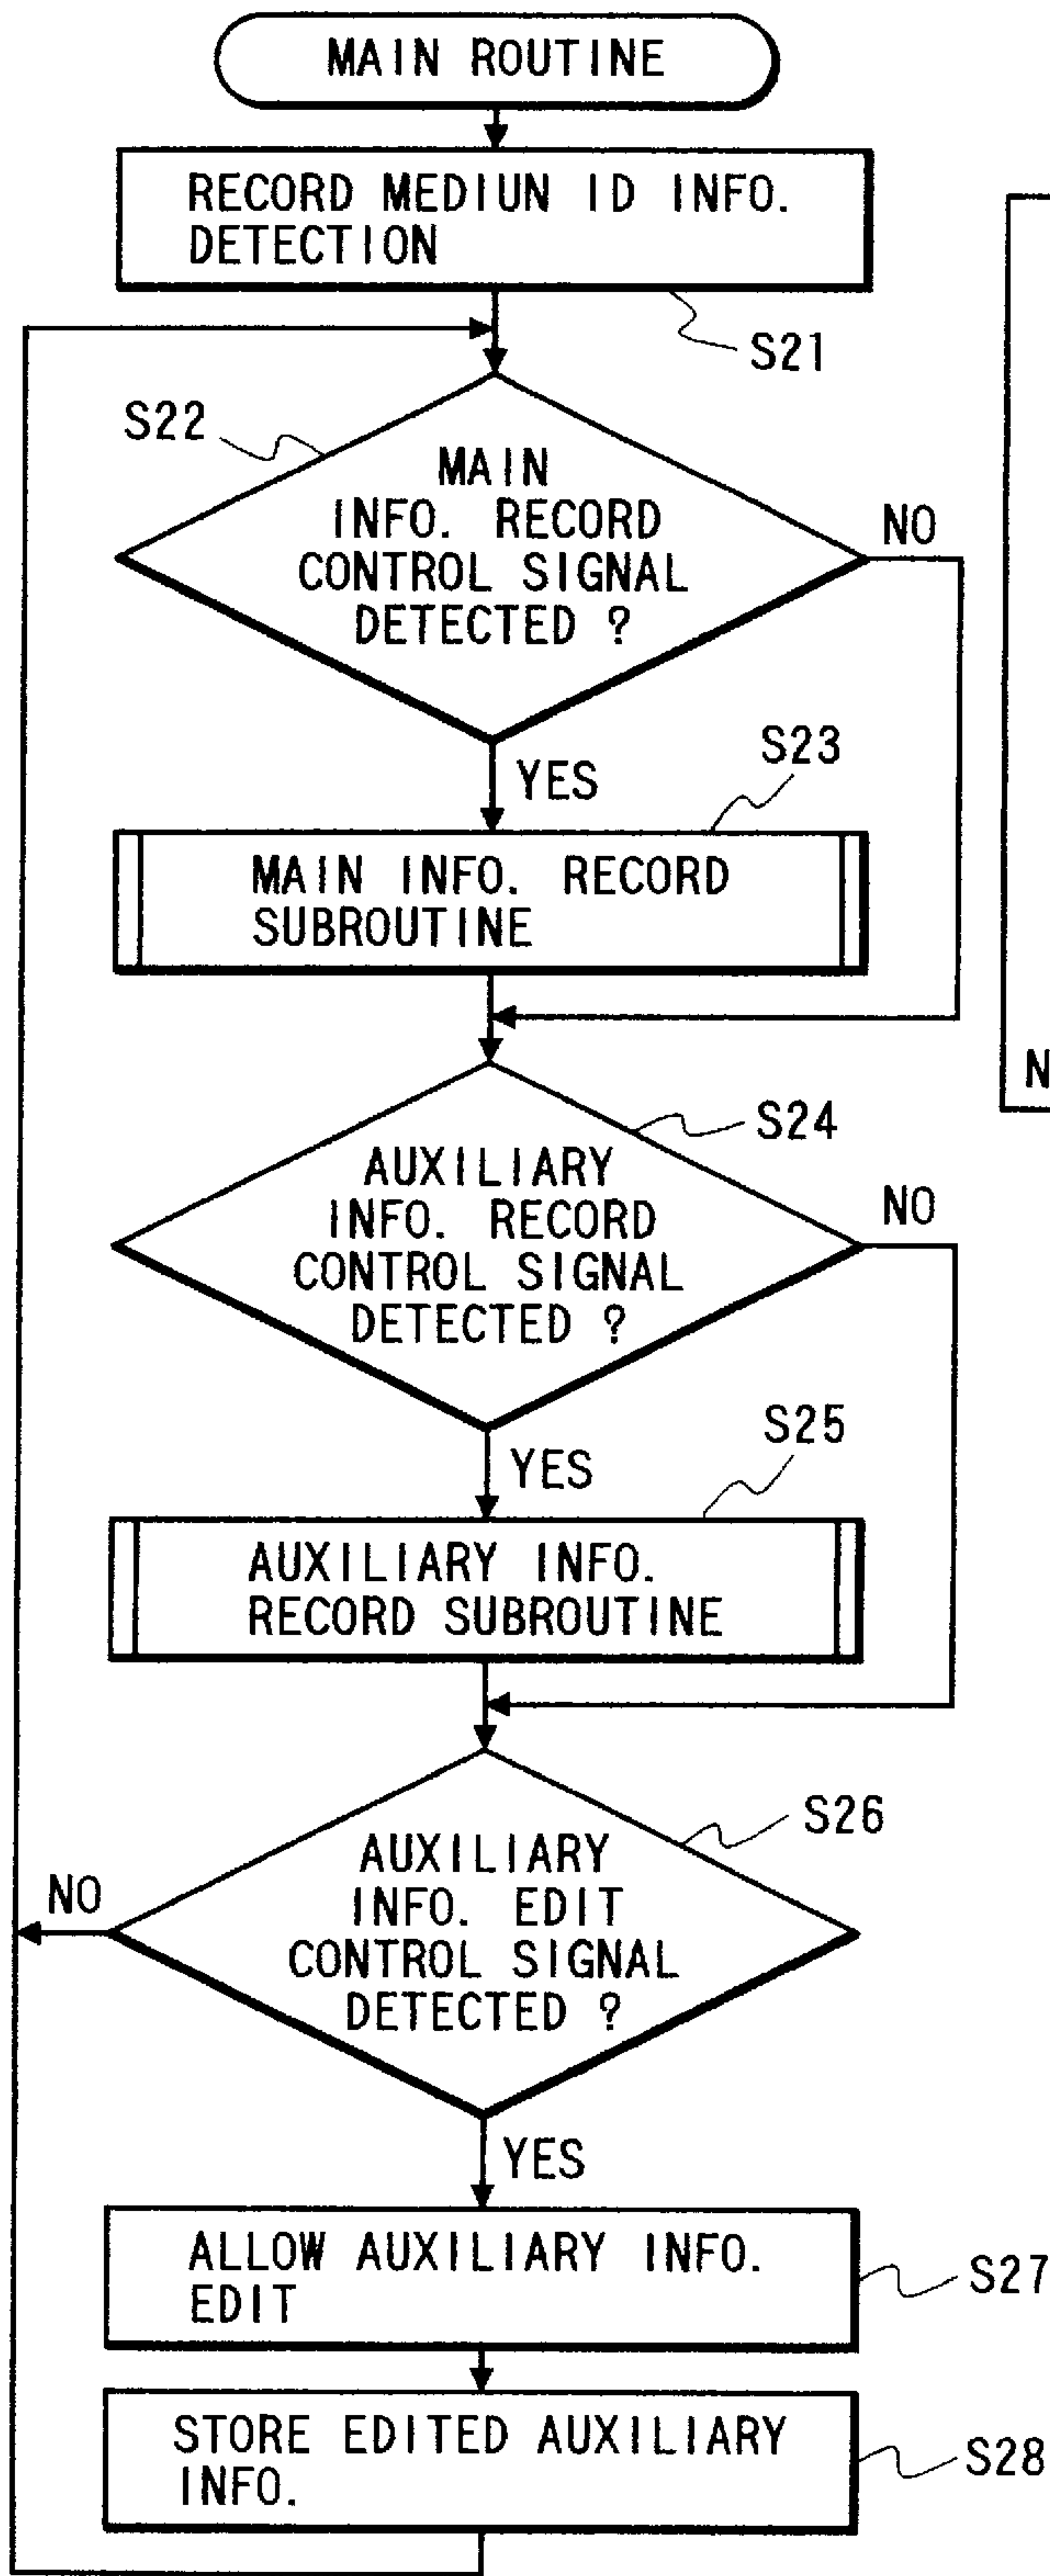 MAIN ROUTINE
RECORD MEDIUN ID INFO.
DETECTION
S21
S22
MAIN
INFO. RECORD
CONTROL SIGNAL
DETECTED ?
NO
YES
S23
MAIN INFO. RECORD
SUBROUTINE
N
S24
AUXILIARY
INFO. RECORD
CONTROL SIGNAL
DETECTED ?
NO
YES
S25
AUXILIARY INFO.
RECORD SUBROUTINE
S26
AUXILIARY
INFO. EDIT
CONTROL SIGNAL
DETECTED ?
NO
YES
ALLOW AUXILIARY INFO.
EDIT
S27
STORE EDITED AUXILIARY
INFO.
S28